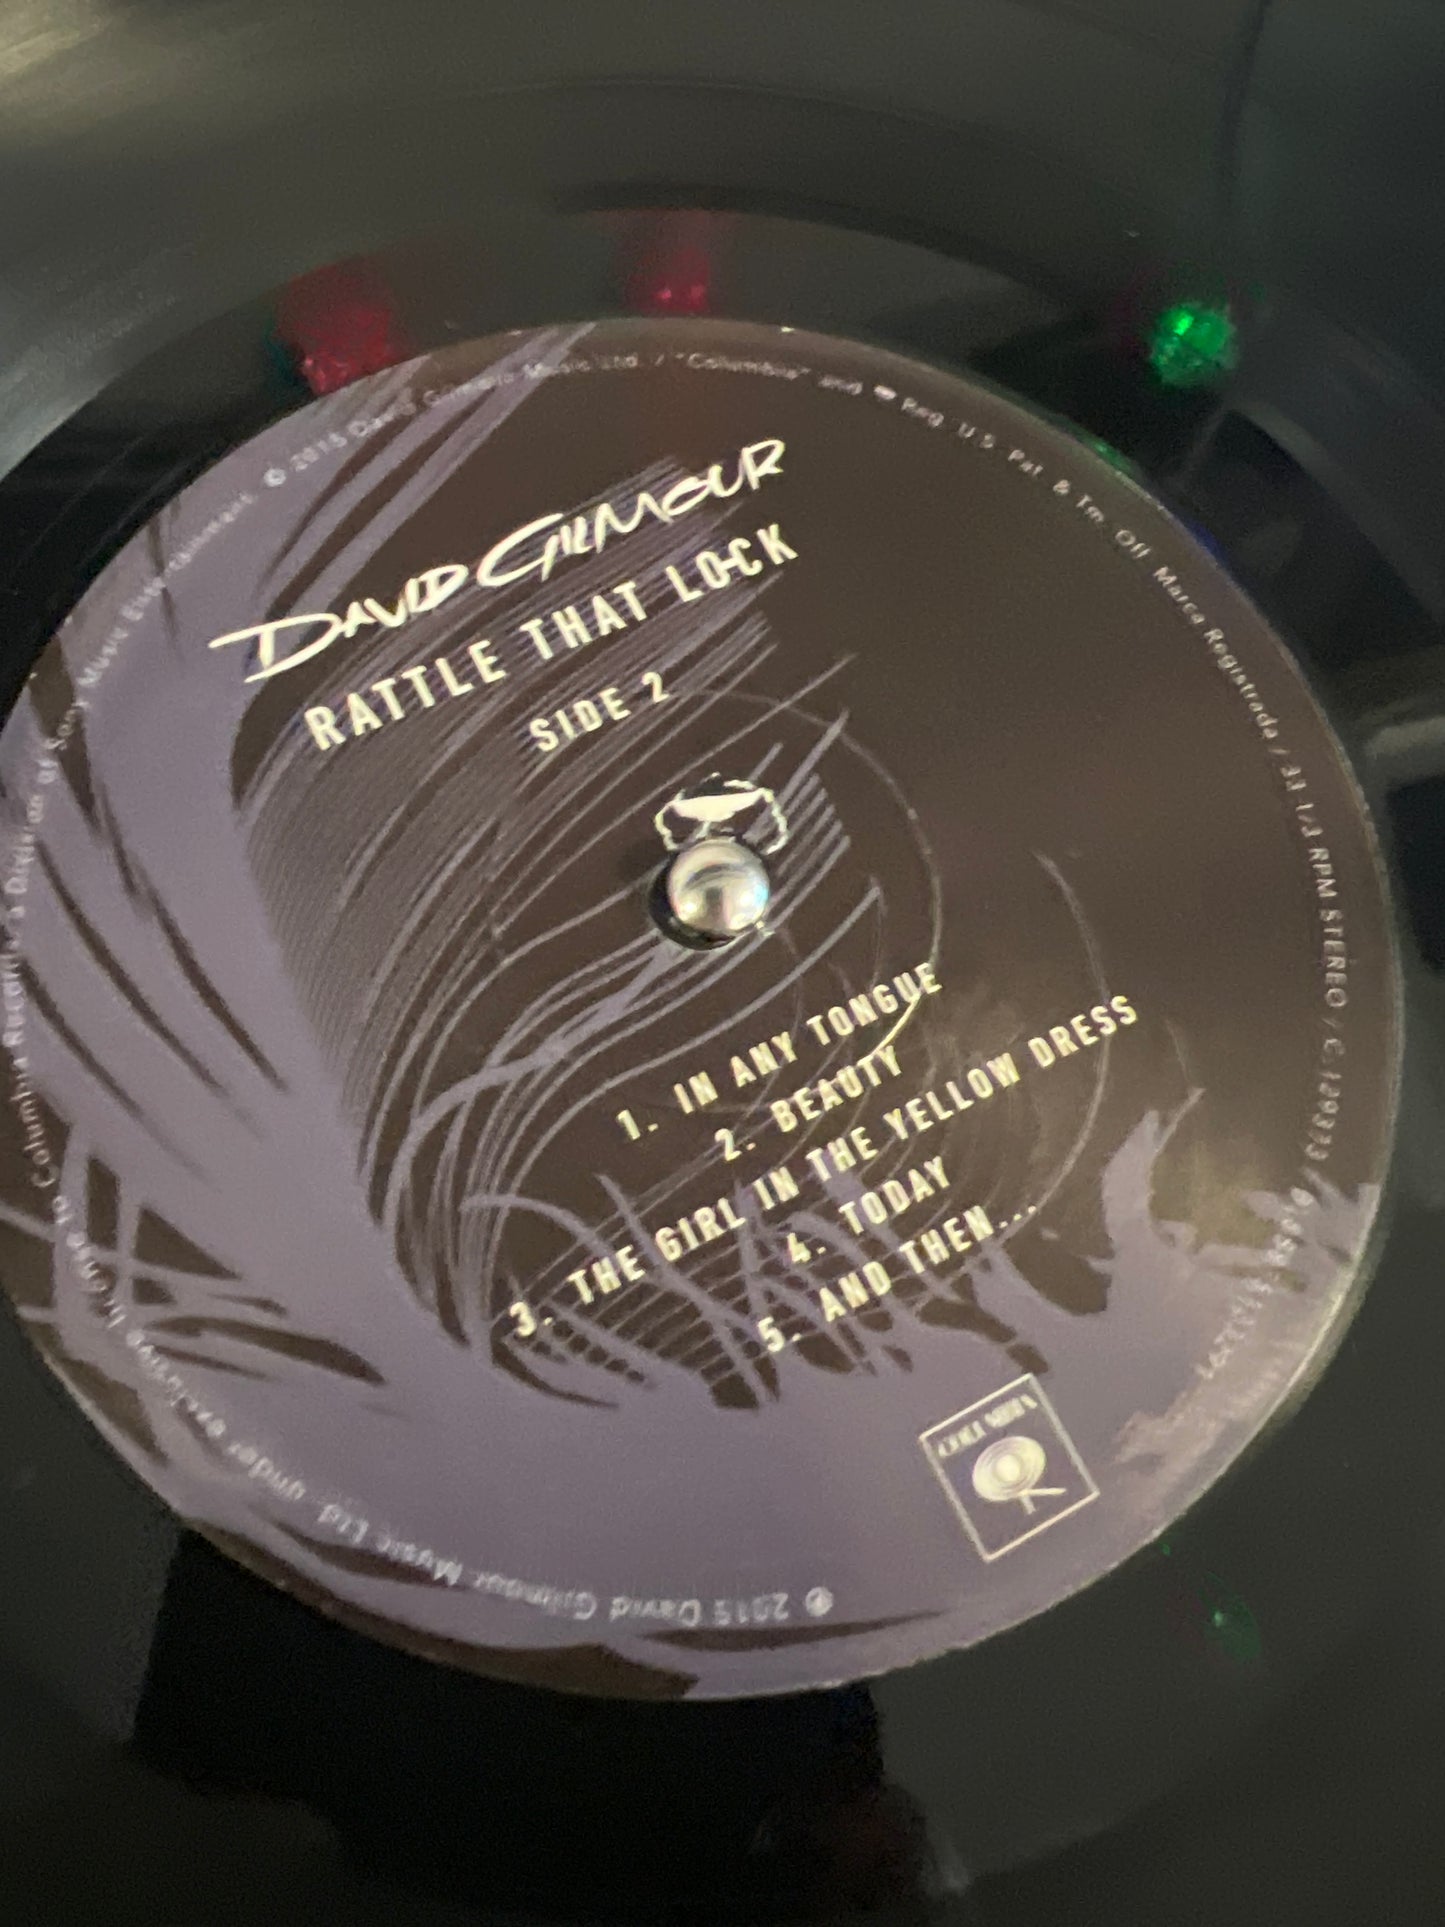 DAVID GILMOUR
RATTLE THAT LOCK
SIDE 2
1. IN ANY TONGUE
2. BEAUTY
3. THE GIRL IN THE YELLOW DRESS
4. TODAY
5. AND THEN...
COLUMBIA
℗ 2015 David Gilmour Music Ltd. under exclusive licence to Columbia Records, a Division of Sony Music Entertainment. © 2015 David Gilmour Music Ltd. / "Columbia" and Reg. U.S. Pat. & Tm. Off. Marca Registrada / 33 1/3 RPM STEREO /